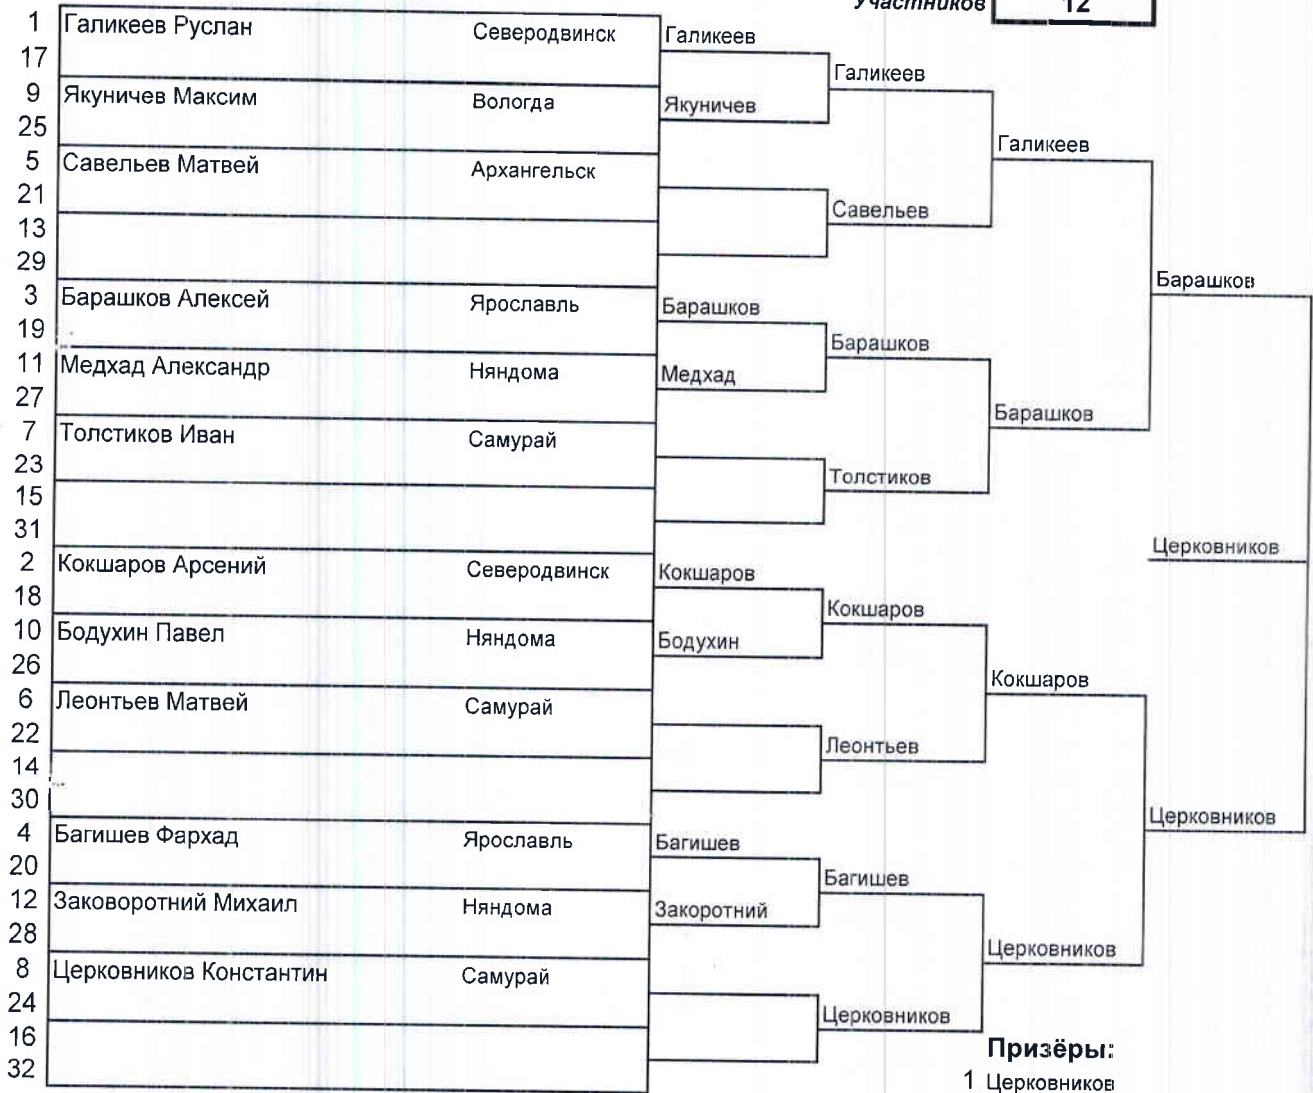 Участников 12
1 Галикеев Руслан Северодвинск Галикеев
17 Галикеев
9 Якуничев Максим Вологда Якуничев
25 Галикеев
5 Савельев Матвей Архангельск
21 Савельев
13
29 Барашков
3 Барашков Алексей Ярославль Барашков
19 Барашков
11 Медхад Александр Няндома Медхад
27 Барашков
7 Толстиков Иван Самурай
23 Толстиков
15
31 Церковников
2 Кокшаров Арсений Северодвинск Кокшаров
18 Кокшаров
10 Бодухин Павел Няндома Бодухин
26 Кокшаров
6 Леонтьев Матвей Самурай
22 Леонтьев
14
30 Церковников
4 Багишев Фархад Ярославль Багишев
20 Багишев
12 Заковоротний Михаил Няндома Закоротний
28 Церковников
8 Церковников Константин Самурай
24 Церковников
16
32
Призёры:
1 Церковников